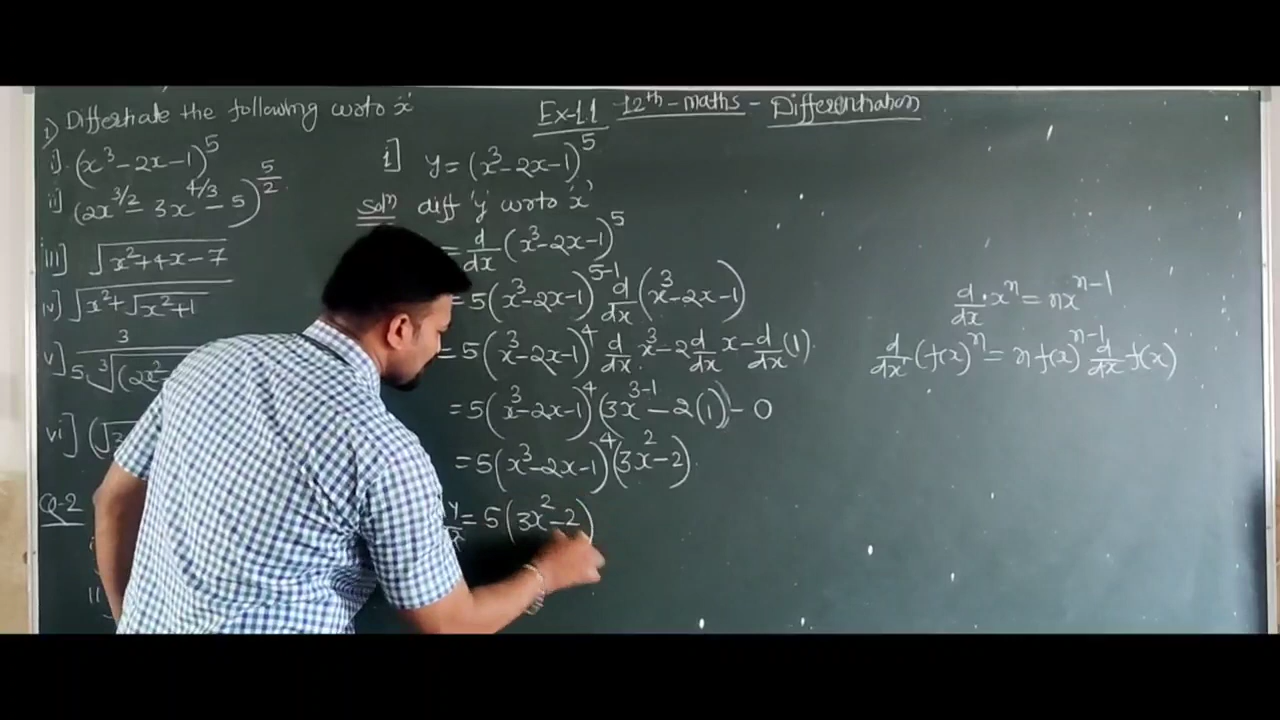 Ex-1.1 12th-maths - Differentiation
1) Differtiate the following w.r.to 'x'
i]. (x³-2x-1)⁵
ii] (2x^{3/2} - 3x^{4/3} - 5)^{5/2}
iii] √(x²+4x-7)
iv] √(x²+√(x²+1))
v] 3
5 ∛(2x²
vi] (√3
Q-2
i]
ii
i] y = (x³-2x-1)⁵
Solⁿ diff 'y' w.r.to 'x'
= d/dx (x³-2x-1)⁵
= 5(x³-2x-1)^{5-1} d/dx (x³-2x-1)
= 5(x³-2x-1)⁴ d/dx x³ - 2 d/dx x - d/dx (1)
= 5(x³-2x-1)⁴ (3x^{3-1} - 2(1)) - 0
= 5(x³-2x-1)⁴ (3x²-2)
y/x = 5(3x²-2)
d/dx · xⁿ = nx^{n-1}
d/dx (f(x))ⁿ = n f(x)^{n-1} d/dx f(x)